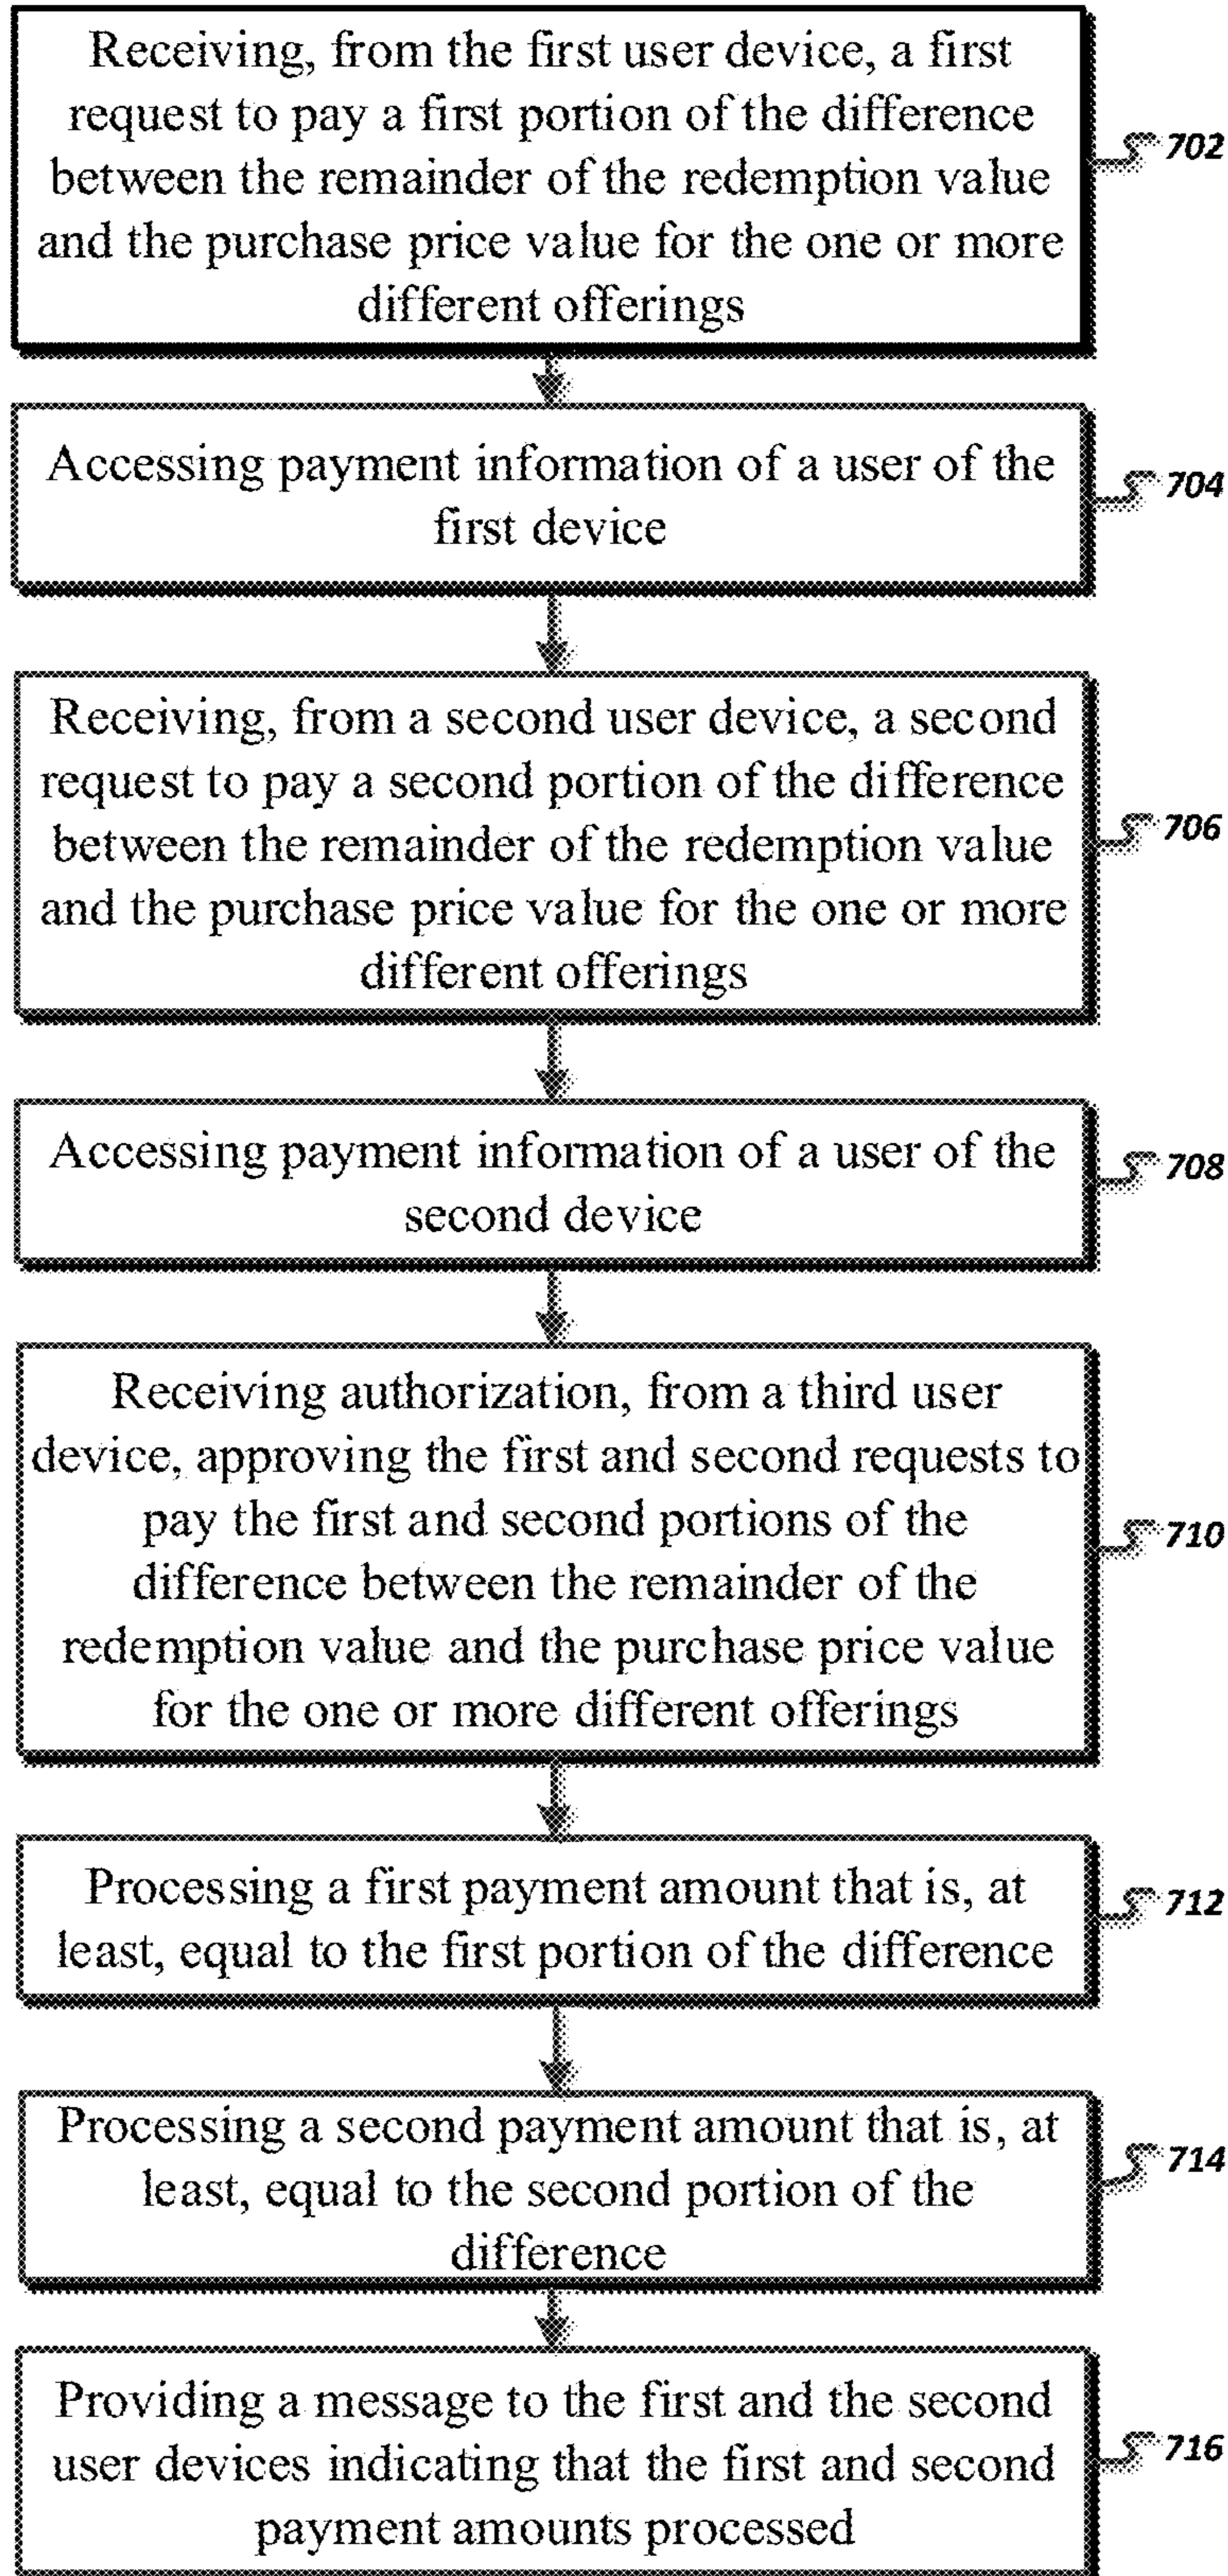 Receiving, from the first user device, a first
request to pay a first portion of the difference
between the remainder of the redemption value
and the purchase price value for the one or more
different offerings
702
Accessing payment information of a user of the
first device
704
Receiving, from a second user device, a second
request to pay a second portion of the difference
between the remainder of the redemption value
and the purchase price value for the one or more
different offerings
706
Accessing payment information of a user of the
second device
708
Receiving authorization, from a third user
device, approving the first and second requests to
pay the first and second portions of the
difference between the remainder of the
redemption value and the purchase price value
for the one or more different offerings
710
Processing a first payment amount that is, at
least, equal to the first portion of the difference
712
Processing a second payment amount that is, at
least, equal to the second portion of the
difference
714
Providing a message to the first and the second
user devices indicating that the first and second
payment amounts processed
716